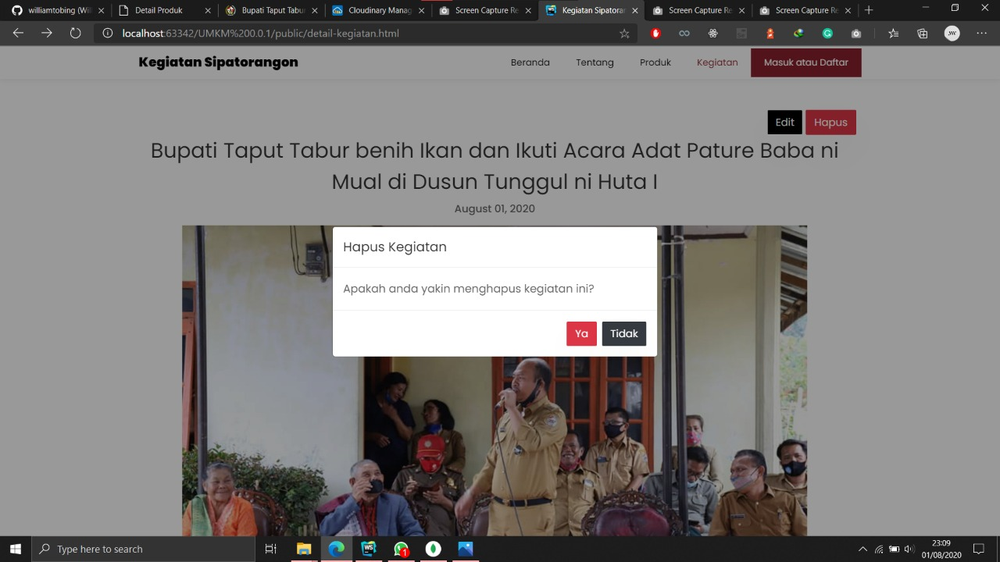 williamtobing (Wil
Detail Produk
Bupati Taput Tabur
Cloudinary Manag
Screen Capture Re
Kegiatan Sipatoran
Screen Capture Re
Screen Capture Re
localhost:63342/UMKM%200.1/public/detail-kegiatan.html
Kegiatan Sipatorangon
Beranda
Tentang
Produk
Kegiatan
Masuk atau Daftar
Edit
Hapus
Bupati Taput Tabur benih Ikan dan Ikuti Acara Adat Pature Baba ni
Mual di Dusun Tunggul ni Huta I
August 01, 2020
Hapus Kegiatan
Apakah anda yakin menghapus kegiatan ini?
Ya
Tidak
Type here to search
WS
1
23:09
01/08/2020